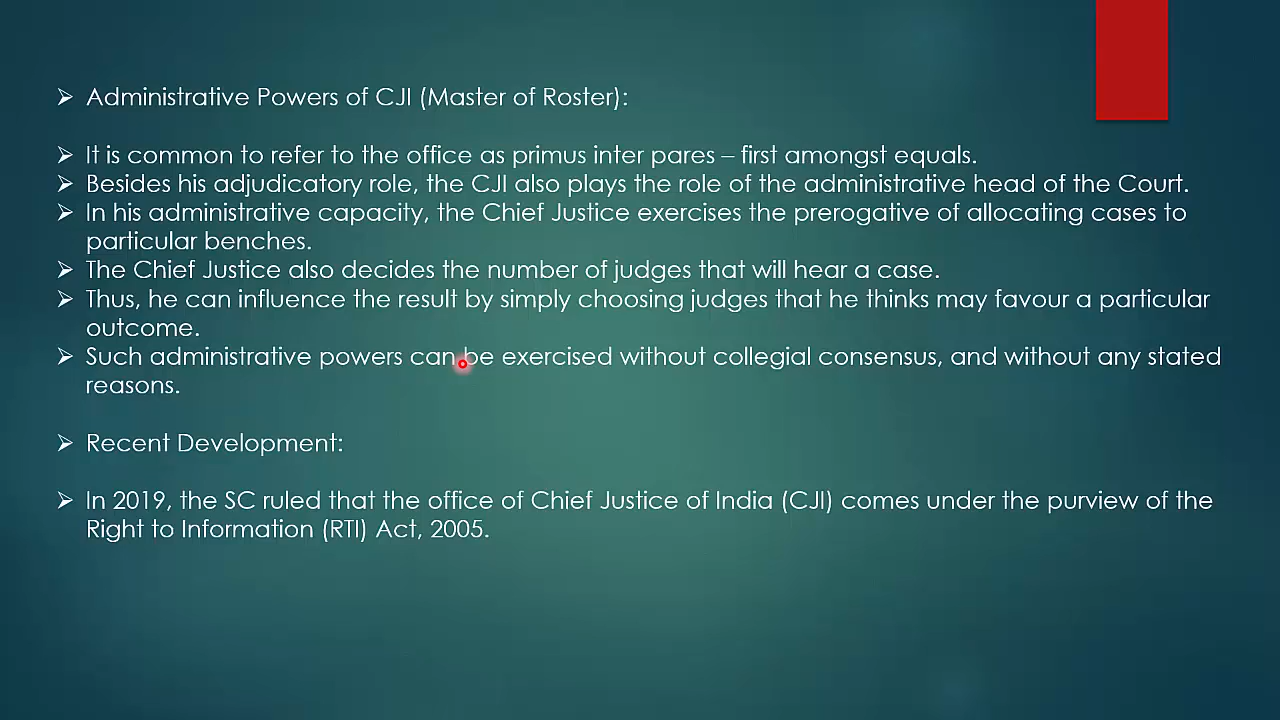 ➢ Administrative Powers of CJI (Master of Roster):
➢ It is common to refer to the office as primus inter pares – first amongst equals.
➢ Besides his adjudicatory role, the CJI also plays the role of the administrative head of the Court.
➢ In his administrative capacity, the Chief Justice exercises the prerogative of allocating cases to
particular benches.
➢ The Chief Justice also decides the number of judges that will hear a case.
➢ Thus, he can influence the result by simply choosing judges that he thinks may favour a particular
outcome.
➢ Such administrative powers can be exercised without collegial consensus, and without any stated
reasons.
➢ Recent Development:
➢ In 2019, the SC ruled that the office of Chief Justice of India (CJI) comes under the purview of the
Right to Information (RTI) Act, 2005.